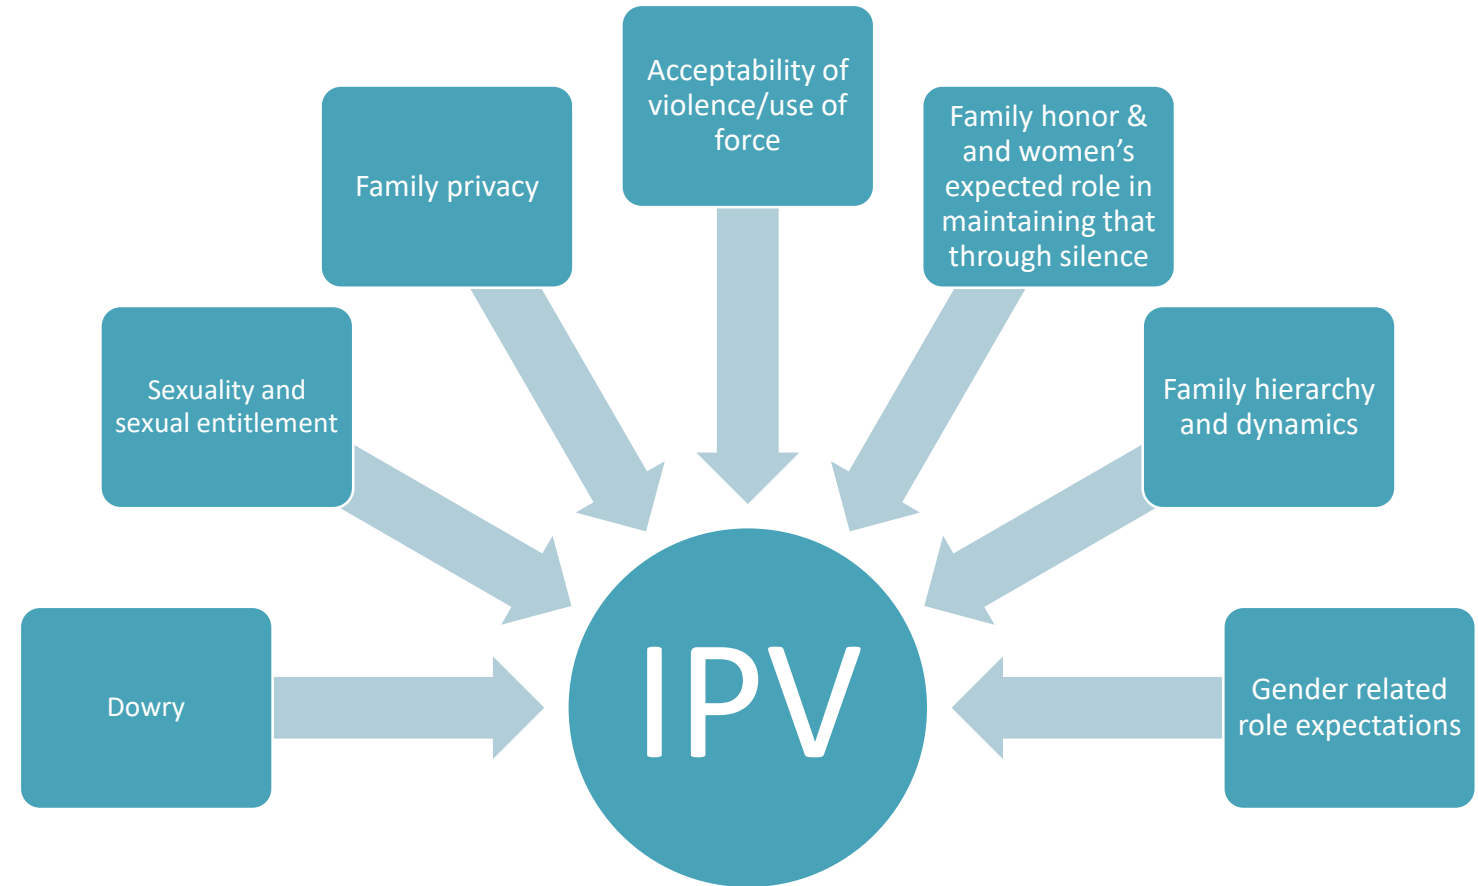 Acceptability of
violence/use of
force
Family privacy
Family honor &
and women’s
expected role in
maintaining that
through silence
Sexuality and
sexual entitlement
Family hierarchy
and dynamics
Dowry
IPV
Gender related
role expectations